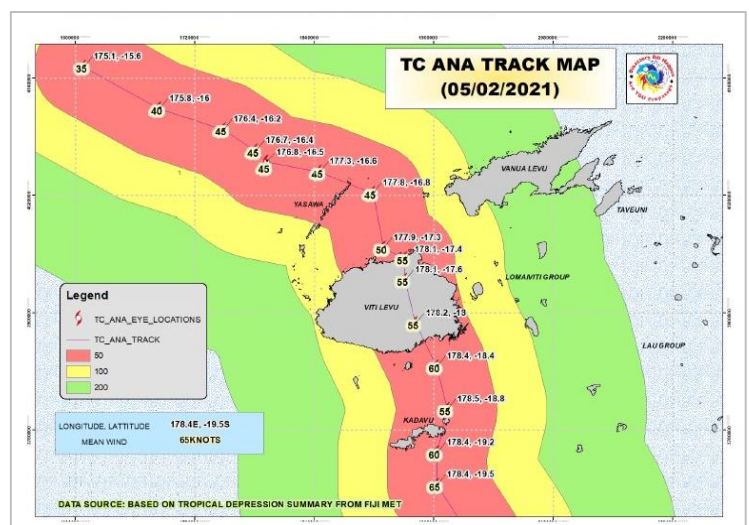 TC ANA TRACK MAP
(05/02/2021)
175.1, -15.6
35
175.8, -16
40
176.4, -16.2
45
176.7, -16.4
45
176.8, -16.5
45
177.3, -16.6
45
177.8, -16.8
45
VANUA LEVU
TAVEUNI
YASAWA
177.9, -17.3
50
178.1, -17.4
55
178.1, -17.6
55
LOMAIVITI GROUP
VITI LEVU
178.2, -18
55
LAU GROUP
178.4, -18.4
60
178.5, -18.8
55
KADAVU
178.4, -19.2
60
178.4, -19.5
65
Legend
TC_ANA_EYE_LOCATIONS
TC_ANA_TRACK
50
100
200
LONGITUDE, LATTITUDE 178.4E, -19.5S
MEAN WIND 65KNOTS
DATA SOURCE: BASED ON TROPICAL DEPRESSION SUMMARY FROM FIJI MET